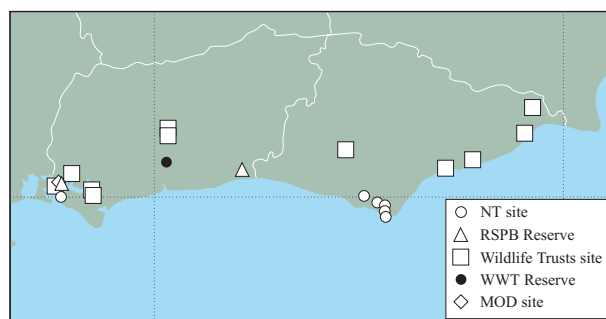 NT site
RSPB Reserve
Wildlife Trusts site
WWT Reserve
MOD site